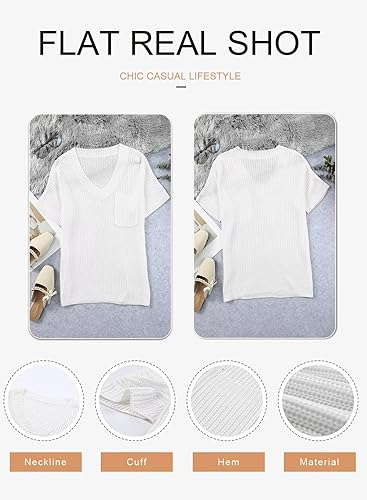 FLAT REAL SHOT
CHIC CASUAL LIFESTYLE
Neckline
Cuff
Hem
Material